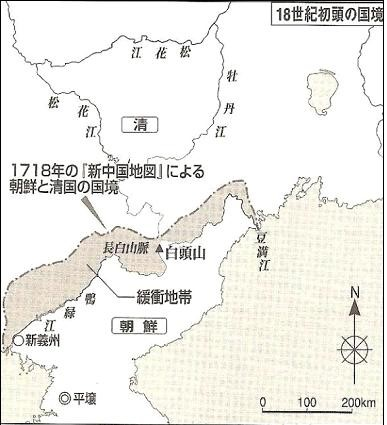 18世紀初頭の国境
松花江
松花江
牡丹江
清
1718年の『新中国地図』による
朝鮮と清国の国境
長白山脈
白頭山
豆満江
緩衝地帯
鴨緑江
朝鮮
新義州
平壌
N
0 100 200km